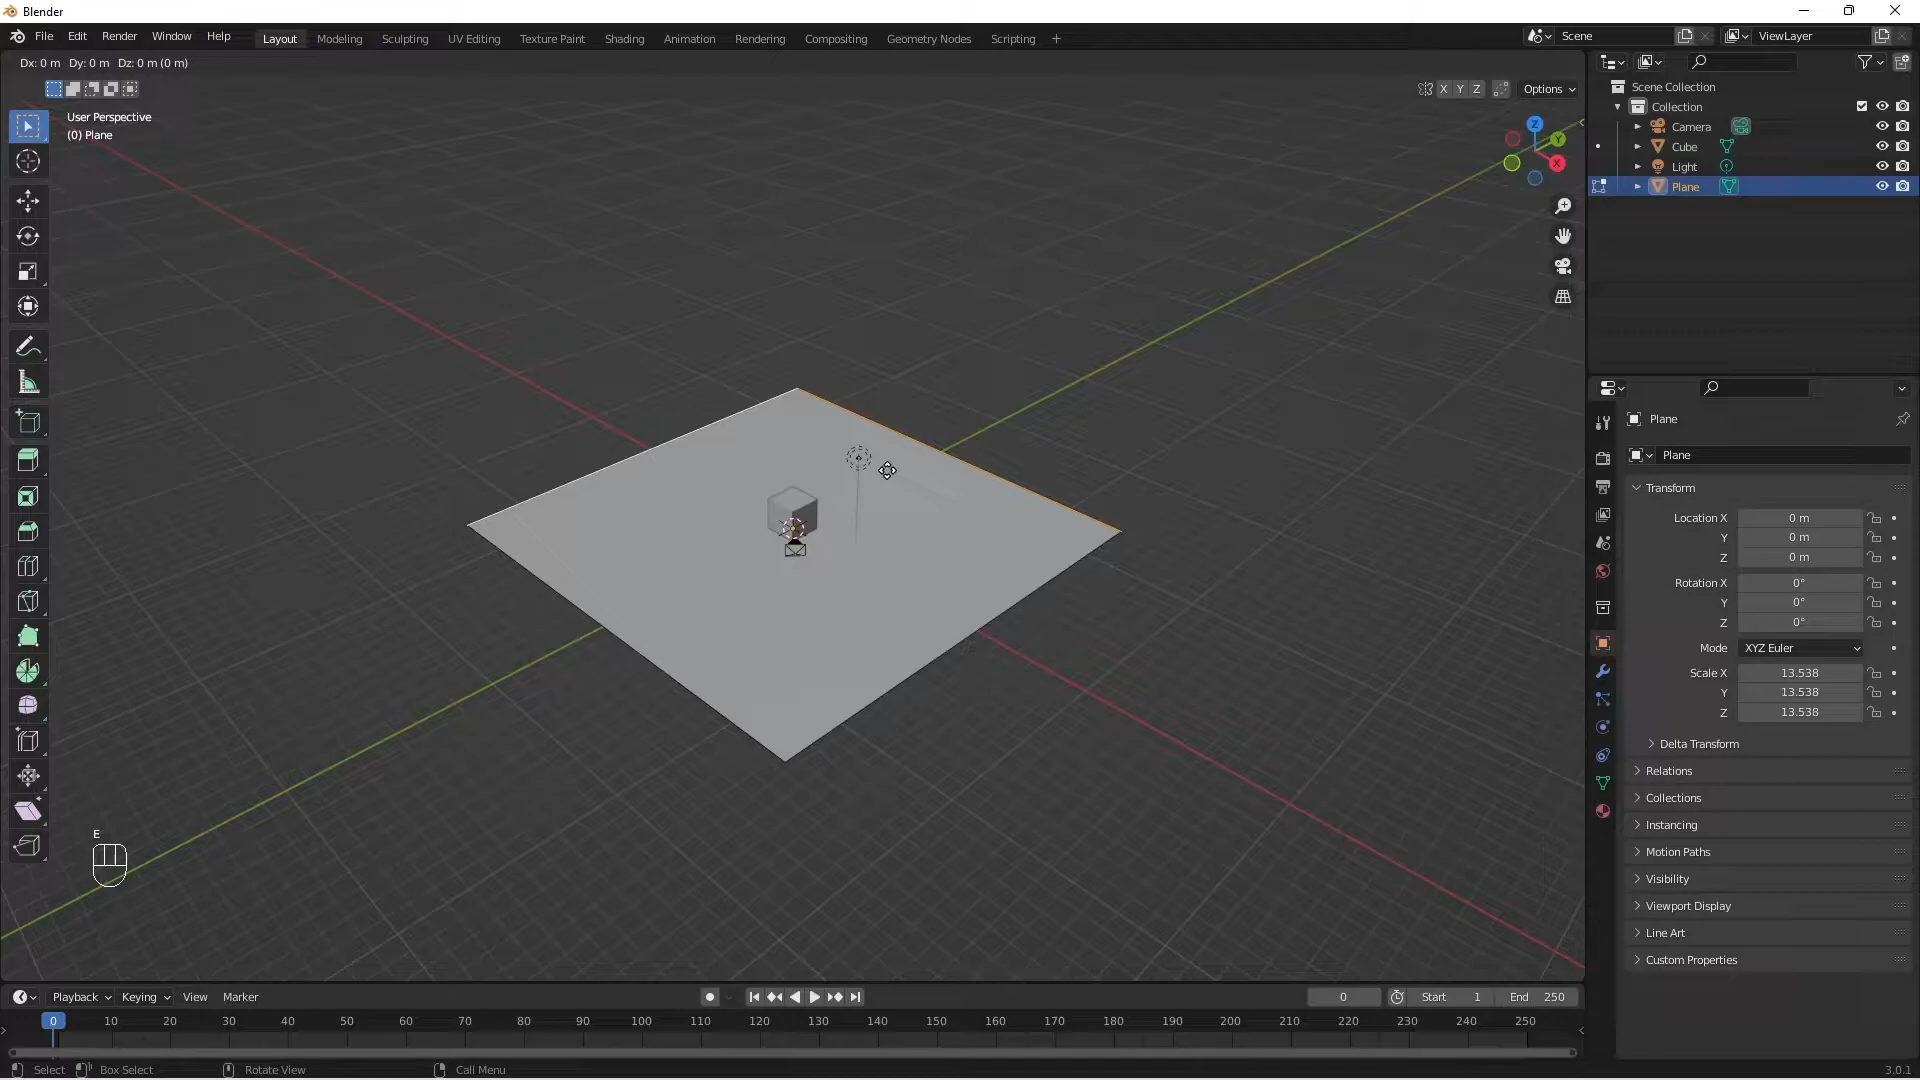 Blender
File Edit Render Window Help
Layout Modeling Sculpting UV Editing Texture Paint Shading Animation Rendering Compositing Geometry Nodes Scripting +
Scene
ViewLayer
Dx: 0 m Dy: 0 m Dz: 0 m (0 m)
X Y Z
Options
User Perspective
(0) Plane
Z
Y
X
E
Scene Collection
Collection
Camera
Cube
Light
Plane
Plane
Plane
Transform
Location X 0 m
Y 0 m
Z 0 m
Rotation X 0°
Y 0°
Z 0°
Mode XYZ Euler
Scale X 13.538
Y 13.538
Z 13.538
Delta Transform
Relations
Collections
Instancing
Motion Paths
Visibility
Viewport Display
Line Art
Custom Properties
Playback Keying View Marker
0
Start 1
End 250
0 10 20 30 40 50 60 70 80 90 100 110 120 130 140 150 160 170 180 190 200 210 220 230 240 250
Select Box Select Rotate View Call Menu
3.0.1